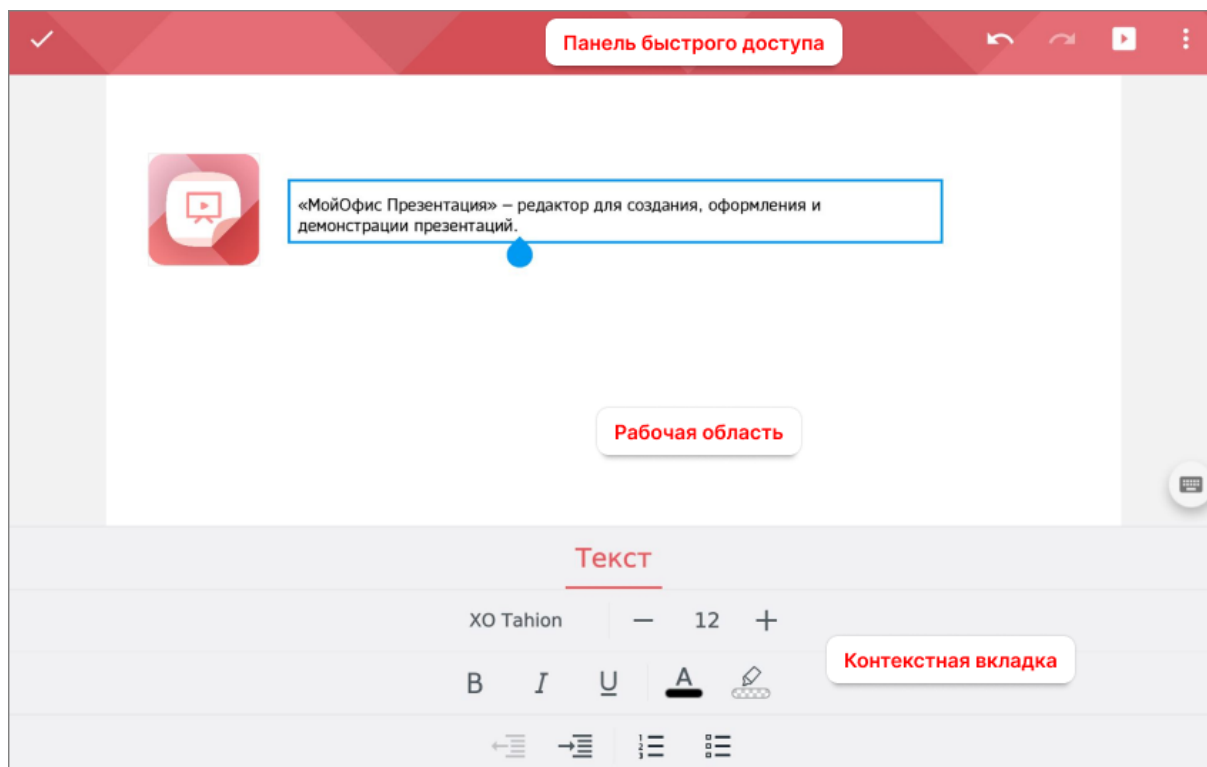 Панель быстрого доступа
«МойОфис Презентация» – редактор для создания, оформления и
демонстрации презентаций.
Рабочая область
Текст
XO Tahion — 12 +
Контекстная вкладка
B I U A